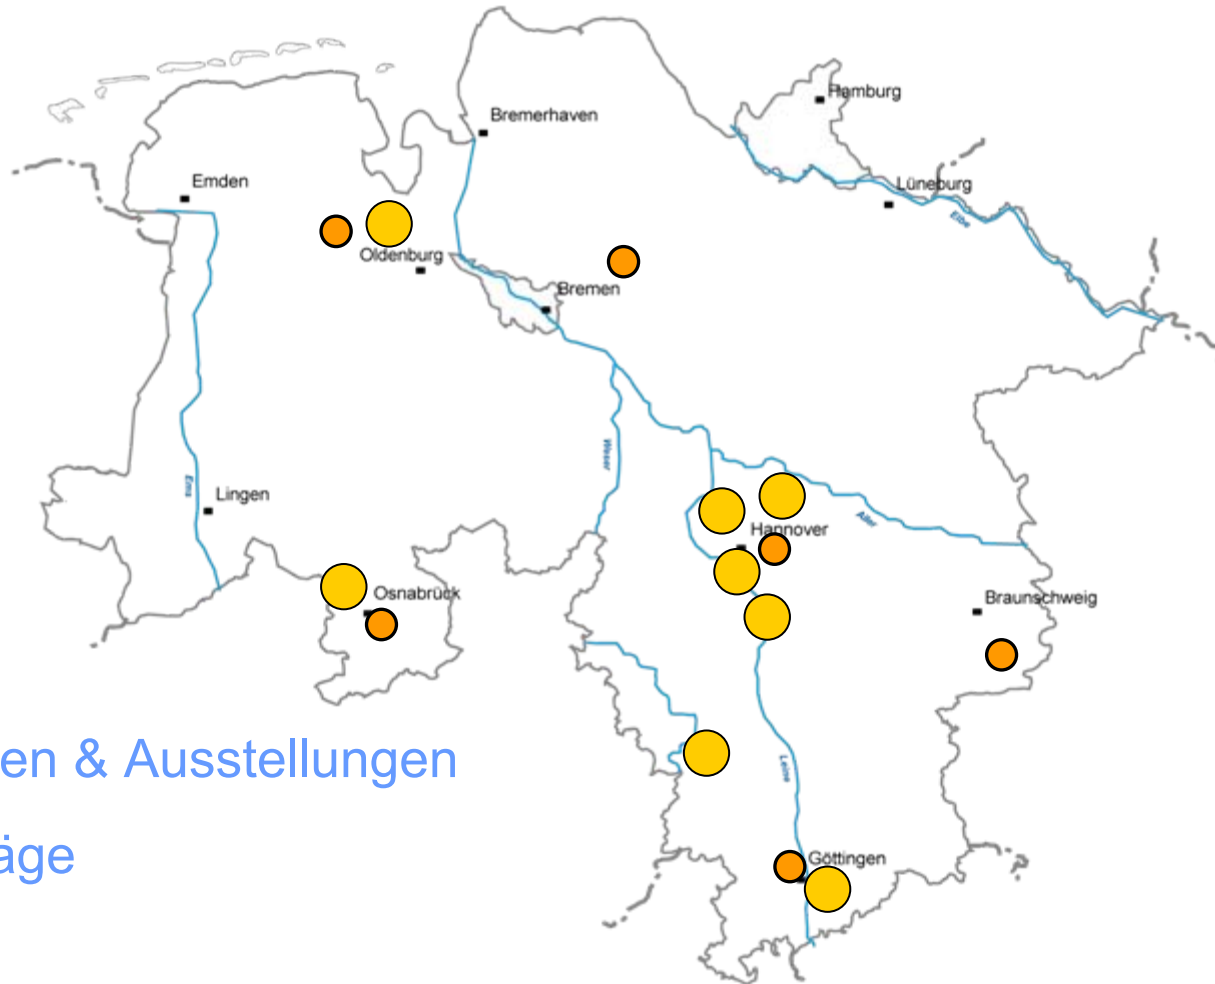 Hamburg
Bremerhaven
Emden
Lüneburg
Elbe
Oldenburg
Bremen
Weser
Ems
Lingen
Aller
Hannover
Osnabrück
Braunschweig
en & Ausstellungen
Leine
äge
Göttingen